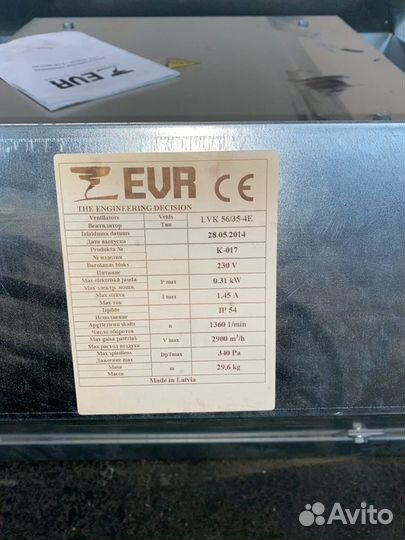 EVR
EVR CE
THE ENGINEERING DECISION
Ventilators Veids LVK 56/35-4E
Вентилятор Тип
Izlaiduma datums 28.05.2014
Дата выпуска
Produkta № K-017
№ изделия
Barošanas bloks 230 V
Питание
Max elektriskā jauda P max 0.31 kW
Max электр. мощн.
Max strāva I max 1,45 A
Max ток
Izpilde IP 54
Исполнение
Apgriezienu skaits n 1360 1/min
Число оборотов
Max gaisa patēriņš V max 2900 m³/h
Max расход воздуха
Max spiediens DpTmax 340 Pa
Давление max
Masa m 29,6 kg
Масса
Made in Latvia
Avito